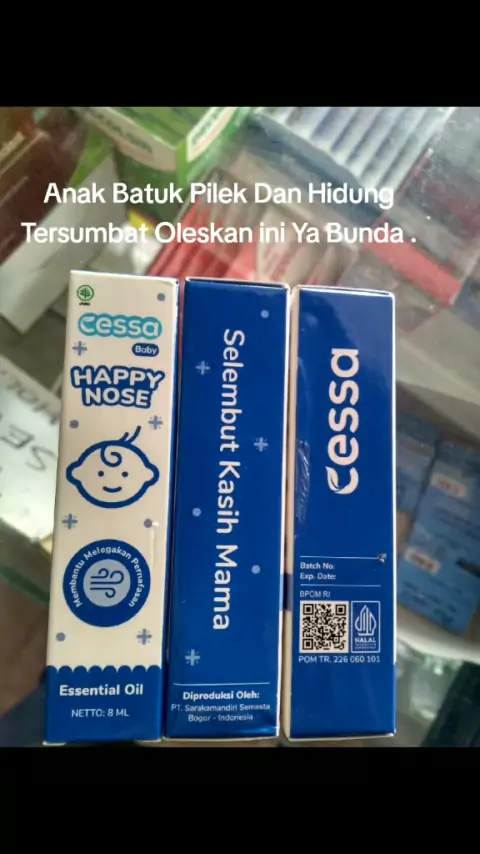 Anak Batuk Pilek Dan Hidung
Tersumbat Oleskan ini Ya Bunda .
JAMU
cessa
Baby
HAPPY
NOSE
Membantu Melegakan Pernafasan
Essential Oil
NETTO: 8 ML
Selembut Kasih Mama
Diproduksi Oleh:
PT. Sarakamandiri Semesta
Bogor - Indonesia
cessa
Batch No:
Exp. Date:
BPOM RI
HALAL
POM TR. 226 060 101